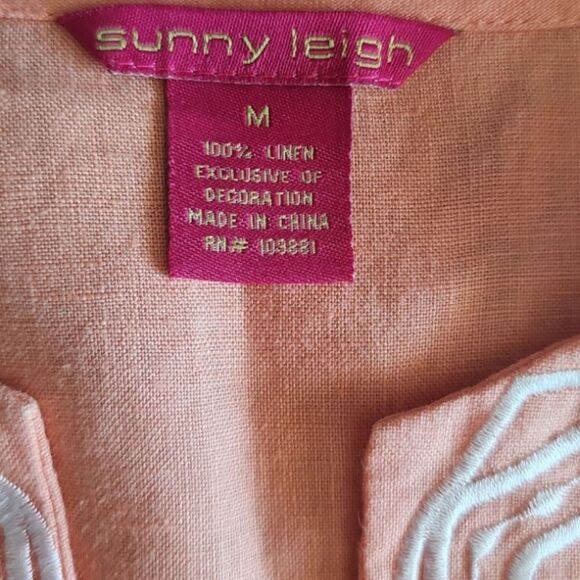 sunny leigh
M
100% LINEN
EXCLUSIVE OF
DECORATION
MADE IN CHINA
RN# 109881